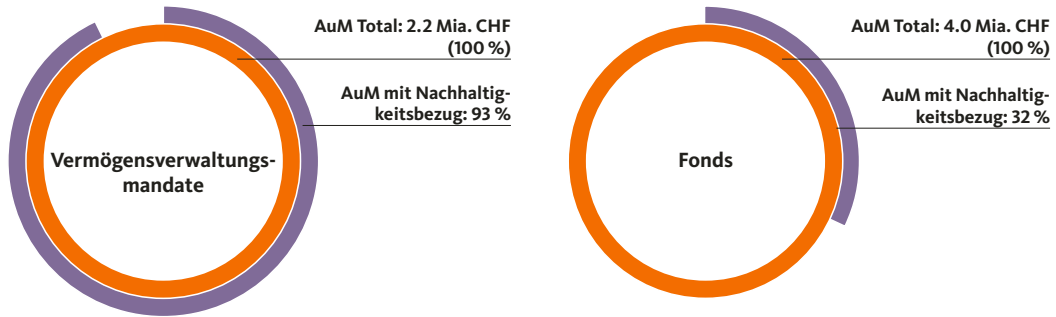 AuM Total: 2.2 Mia. CHF
(100 %)
AuM mit Nachhaltig-
keitsbezug: 93 %
Vermögensverwaltungs-
mandate
AuM Total: 4.0 Mia. CHF
(100 %)
AuM mit Nachhaltig-
keitsbezug: 32 %
Fonds